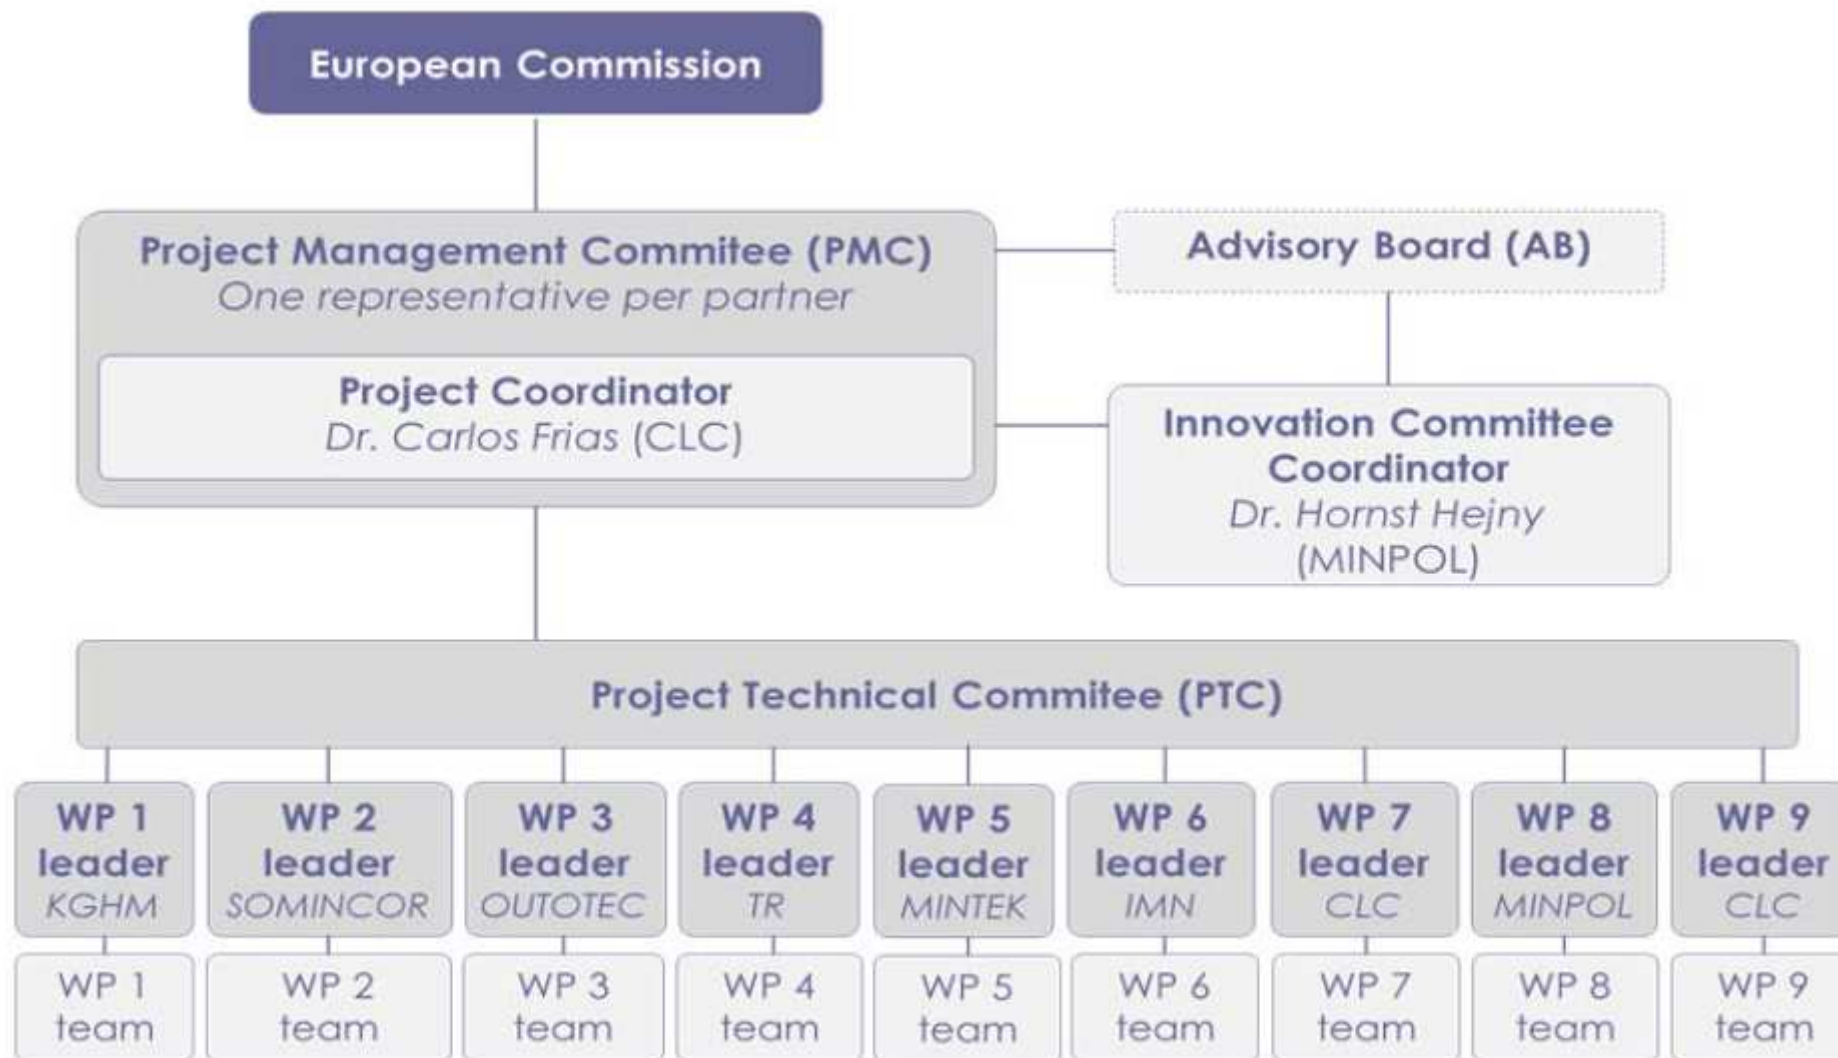 European Commission
Project Management Commitee (PMC)
One representative per partner
Advisory Board (AB)
Project Coordinator
Dr. Carlos Frias (CLC)
Innovation Committee
Coordinator
Dr. Hornst Hejny
(MINPOL)
Project Technical Commitee (PTC)
WP 1
leader
KGHM
WP 2
leader
SOMINCOR
WP 3
leader
OUTOTEC
WP 4
leader
TR
WP 5
leader
MINTEK
WP 6
leader
IMN
WP 7
leader
CLC
WP 8
leader
MINPOL
WP 9
leader
CLC
WP 1
team
WP 2
team
WP 3
team
WP 4
team
WP 5
team
WP 6
team
WP 7
team
WP 8
team
WP 9
team